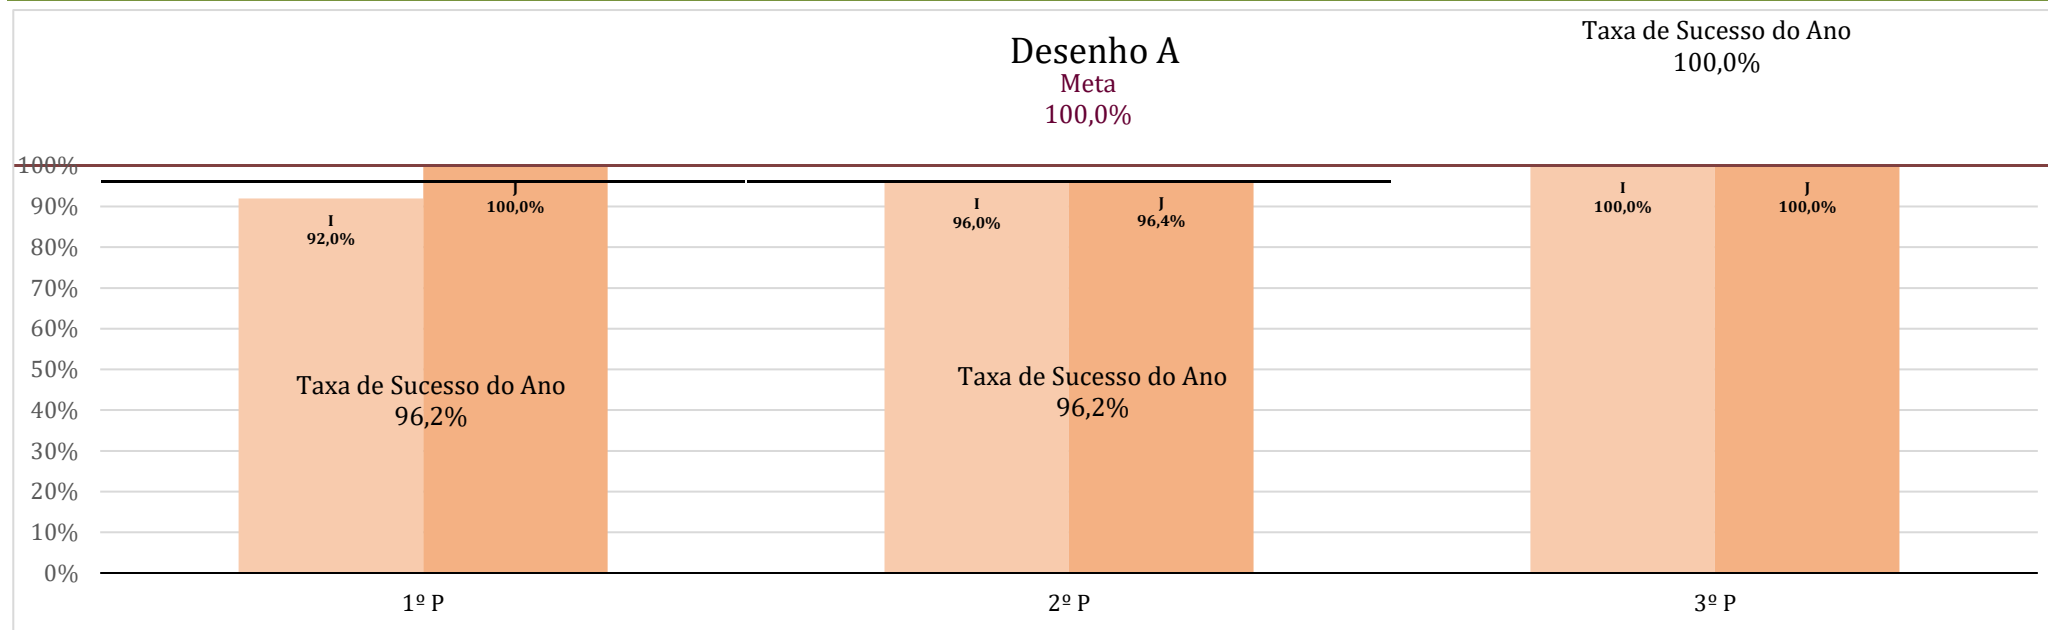 Desenho A
Meta
100,0%
Taxa de Sucesso do Ano
100,0%
100%
90%
80%
70%
60%
50%
40%
30%
20%
10%
0%
I
92,0%
J
100,0%
Taxa de Sucesso do Ano
96,2%
I
96,0%
J
96,4%
Taxa de Sucesso do Ano
96,2%
I
100,0%
J
100,0%
1º P
2º P
3º P